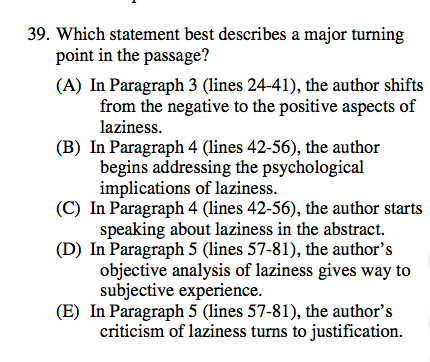 39. Which statement best describes a major turning
point in the passage?
(A) In Paragraph 3 (lines 24-41), the author shifts
from the negative to the positive aspects of
laziness.
(B) In Paragraph 4 (lines 42-56), the author
begins addressing the psychological
implications of laziness.
(C) In Paragraph 4 (lines 42-56), the author starts
speaking about laziness in the abstract.
(D) In Paragraph 5 (lines 57-81), the author's
objective analysis of laziness gives way to
subjective experience.
(E) In Paragraph 5 (lines 57-81), the author's
criticism of laziness turns to justification.